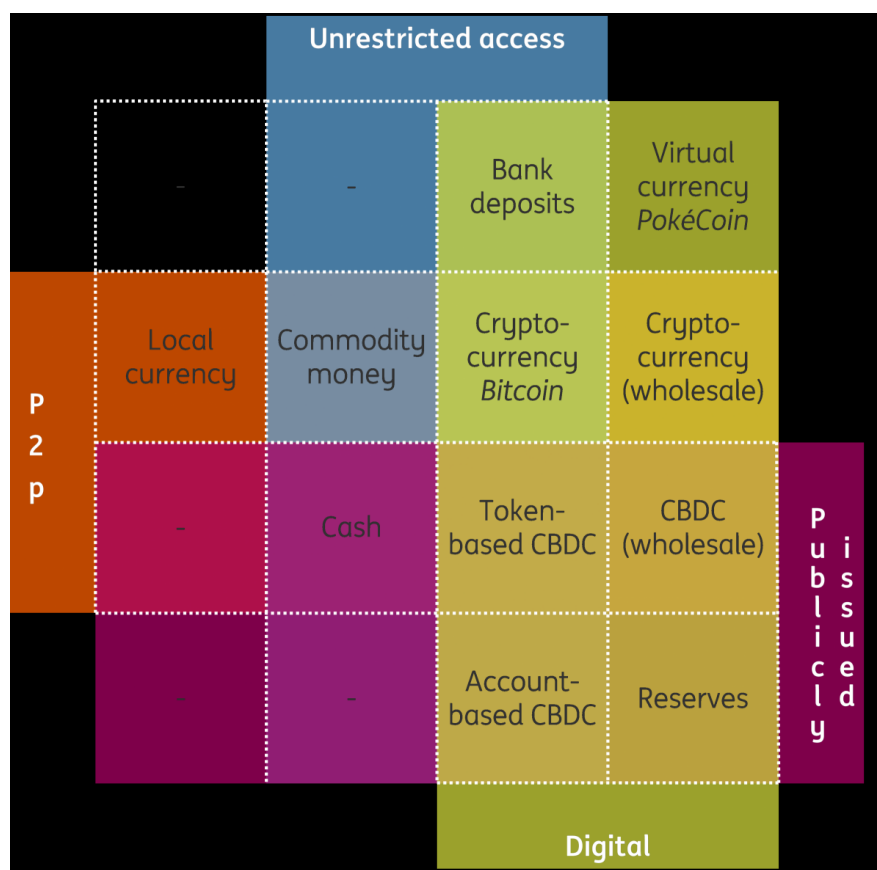 Unrestricted access
-
-
Bank
deposits
Virtual
currency
PokéCoin
P2p
Local
currency
Commodity
money
Crypto-
currency
Bitcoin
Crypto-
currency
(wholesale)
-
Cash
Token-
based CBDC
CBDC
(wholesale)
Publicly
issued
-
-
Account-
based CBDC
Reserves
Digital